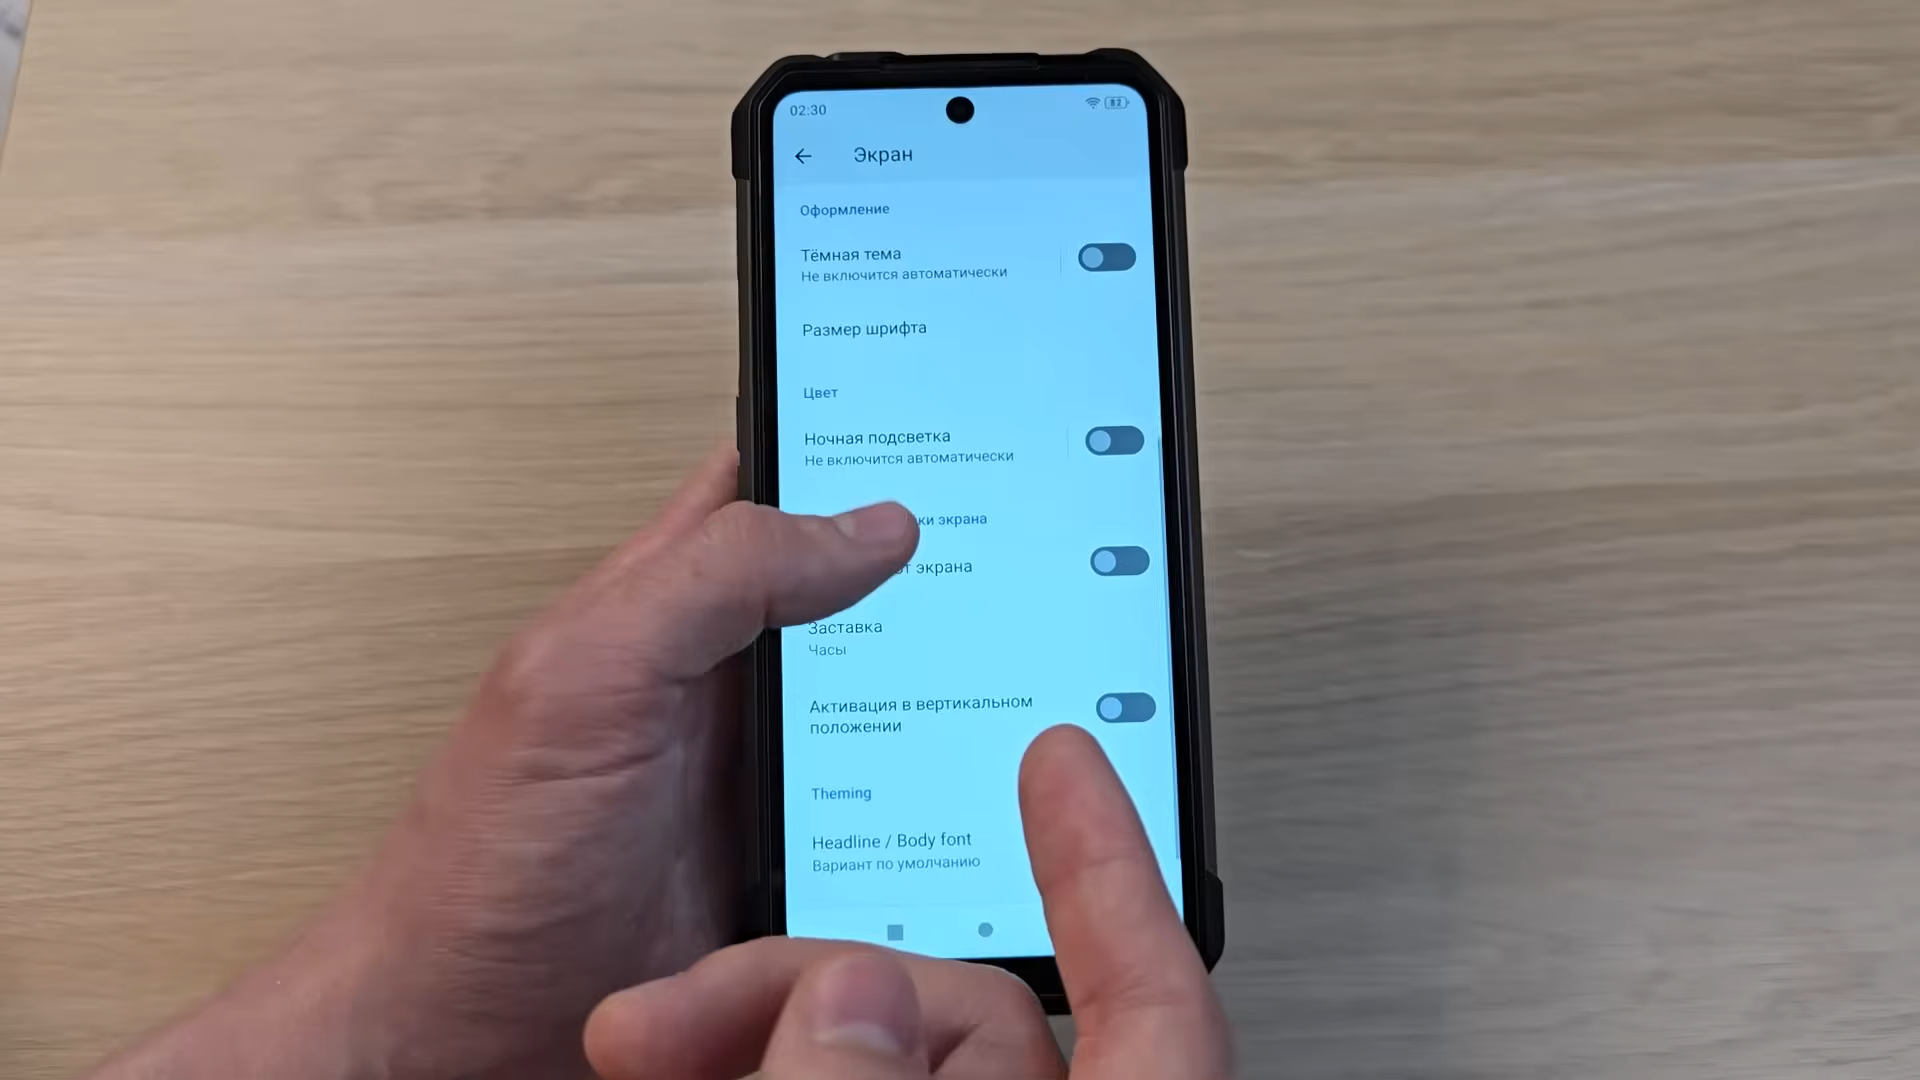 02:30
82
Экран
Оформление
Тёмная тема
Не включится автоматически
Размер шрифта
Цвет
Ночная подсветка
Не включится автоматически
экрана
экрана
Заставка
Часы
Активация в вертикальном
положении
Theming
Headline / Body font
Вариант по умолчанию